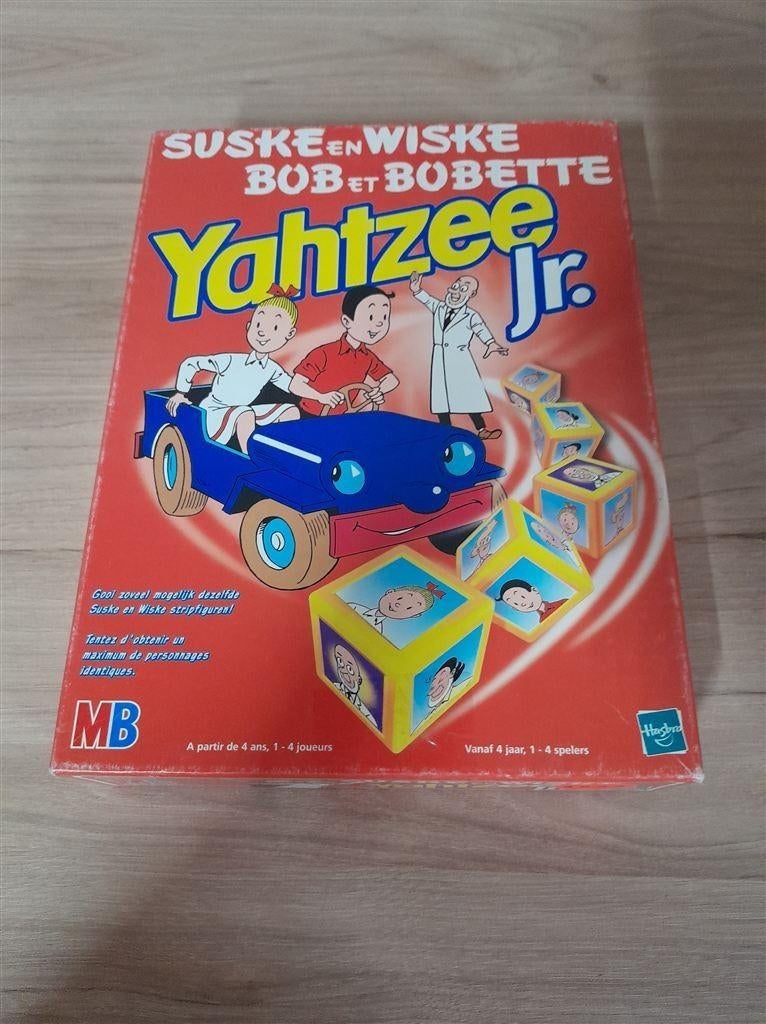 SUSKE EN WISKE
BOB ET BOBETTE
Yahtzee
Jr.
Gooi zoveel mogelijk dezelfde
Suske en Wiske stripfiguren!
Tentez d'obtenir un
maximum de personnages
identiques.
MB
A partir de 4 ans, 1 - 4 joueurs
Vanaf 4 jaar, 1 - 4 spelers
Hasbro
Yahtzee Jr.